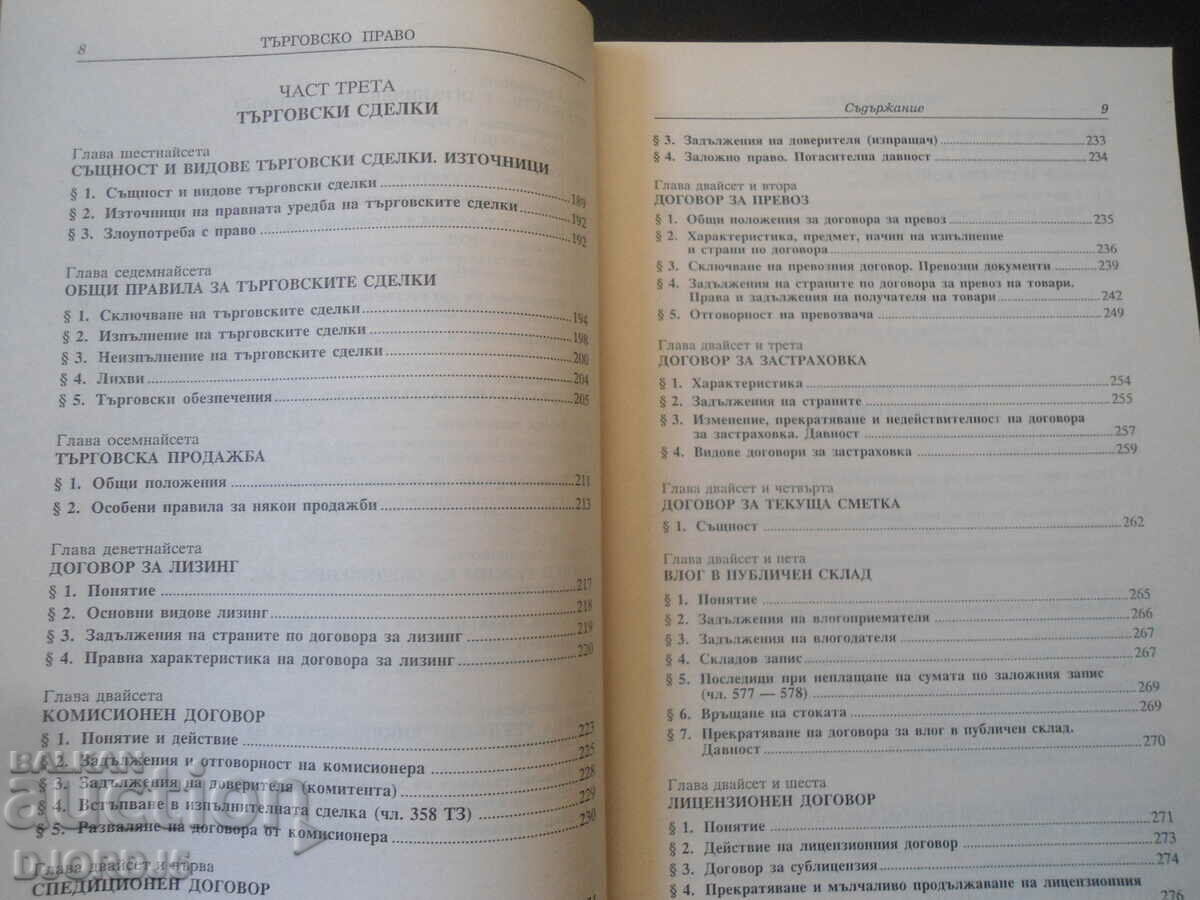 8 ТЪРГОВСКО ПРАВО
ЧАСТ ТРЕТА
ТЪРГОВСКИ СДЕЛКИ
Глава шестнайсета
СЪЩНОСТ И ВИДОВЕ ТЪРГОВСКИ СДЕЛКИ. ИЗТОЧНИЦИ
§ 1. Същност и видове търговски сделки 189
§ 2. Източници на правната уредба на търговските сделки 192
§ 3. Злоупотреба с право 192
Глава седемнайсета
ОБЩИ ПРАВИЛА ЗА ТЪРГОВСКИТЕ СДЕЛКИ
§ 1. Сключване на търговските сделки 194
§ 2. Изпълнение на търговските сделки 198
§ 3. Неизпълнение на търговските сделки 200
§ 4. Лихви 204
§ 5. Търговски обезпечения 205
Глава осемнайсета
ТЪРГОВСКА ПРОДАЖБА
§ 1. Общи положения 211
§ 2. Особени правила за някои продажби 213
Глава деветнайсета
ДОГОВОР ЗА ЛИЗИНГ
§ 1. Понятие 217
§ 2. Основни видове лизинг 218
§ 3. Задължения на страните по договора за лизинг 219
§ 4. Правна характеристика на договора за лизинг 220
Глава двайсета
КОМИСИОНЕН ДОГОВОР
§ 1. Понятие и действие 223
§ 2. Задължения и отговорност на комисионера 225
§ 3. Задължения на доверителя (комитента) 228
§ 4. Встъпване в изпълнителната сделка (чл. 358 ТЗ) 229
§ 5. Разваляне на договора от комисионера 230
Глава двайсет и първа
СПЕДИЦИОНЕН ДОГОВОР
Съдържание 9
§ 3. Задължения на доверителя (изпращач) 233
§ 4. Заложно право. Погасителна давност 234
Глава двайсет и втора
ДОГОВОР ЗА ПРЕВОЗ
§ 1. Общи положения за договора за превоз 235
§ 2. Характеристика, предмет, начин на изпълнение
и страни по договора 236
§ 3. Сключване на превозния договор. Превозни документи 239
§ 4. Задължения на страните по договора за превоз на товари.
Права и задължения на получателя на товари 242
§ 5. Отговорност на превозвача 249
Глава двайсет и трета
ДОГОВОР ЗА ЗАСТРАХОВКА
§ 1. Характеристика 254
§ 2. Задължения на страните 255
§ 3. Изменение, прекратяване и недействителност на договора
за застраховка. Давност 257
§ 4. Видове договори за застраховка 259
Глава двайсет и четвърта
ДОГОВОР ЗА ТЕКУЩА СМЕТКА
§ 1. Същност 262
Глава двайсет и пета
ВЛОГ В ПУБЛИЧЕН СКЛАД
§ 1. Понятие 265
§ 2. Задължения на влогоприемателя 266
§ 3. Задължения на влогодателя 267
§ 4. Складов запис 267
§ 5. Последици при неплащане на сумата по заложния запис
(чл. 577 — 578) 269
§ 6. Връщане на стоката 269
§ 7. Прекратяване на договора за влог в публичен склад.
Давност 270
Глава двайсет и шеста
ЛИЦЕНЗИОНЕН ДОГОВОР
§ 1. Понятие 271
§ 2. Действие на лицензионния договор 273
§ 3. Договор за сублицензия 274
§ 4. Прекратяване и мълчаливо продължаване на лицензионния
276
BALKAN
auction
DJORDJ5